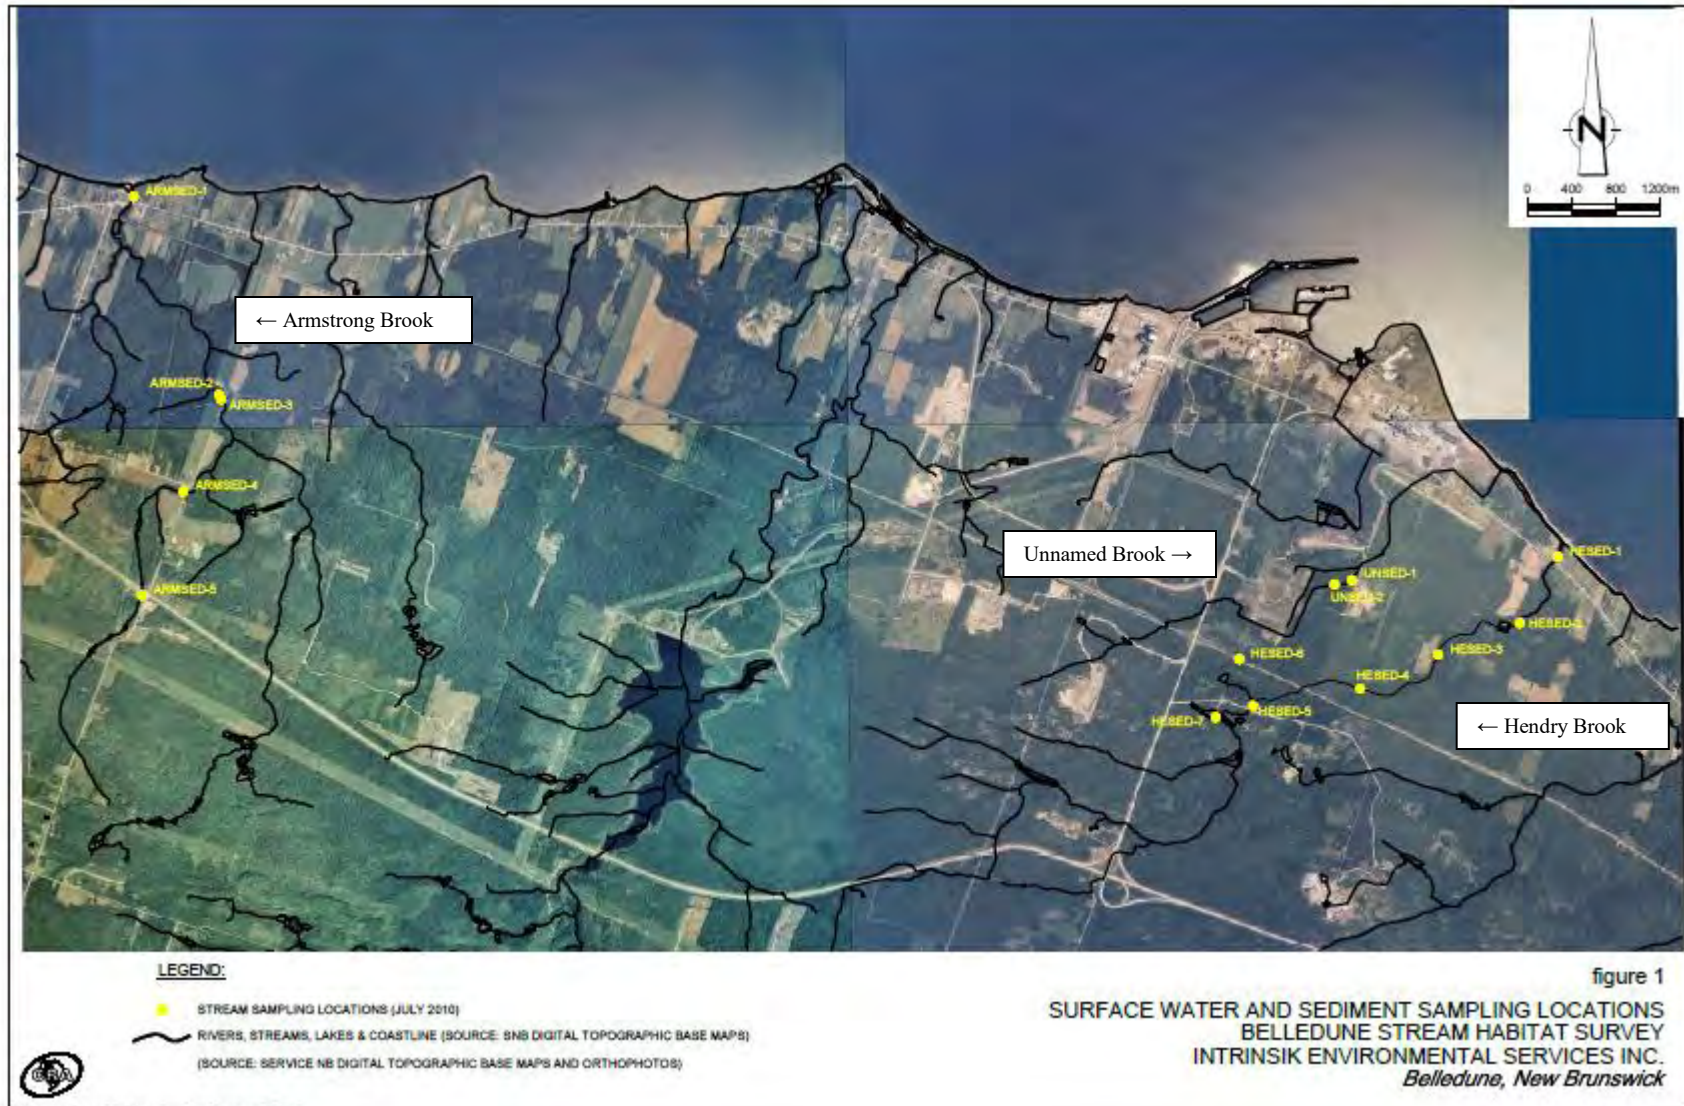 N
0 400 800 1200m
ARMSED-1
← Armstrong Brook
ARMSED-2
ARMSED-3
ARMSED-4
ARMSED-5
Unnamed Brook →
HESED-1
UNSED-1
UNSED-2
HESED-2
HESED-3
HESED-6
HESED-4
HESED-5
HESED-7
← Hendry Brook
LEGEND:
STREAM SAMPLING LOCATIONS (JULY 2010)
RIVERS, STREAMS, LAKES & COASTLINE (SOURCE: SNB DIGITAL TOPOGRAPHIC BASE MAPS)
(SOURCE: SERVICE NB DIGITAL TOPOGRAPHIC BASE MAPS AND ORTHOPHOTOS)
CRA
figure 1
SURFACE WATER AND SEDIMENT SAMPLING LOCATIONS
BELLEDUNE STREAM HABITAT SURVEY
INTRINSIK ENVIRONMENTAL SERVICES INC.
Belledune, New Brunswick